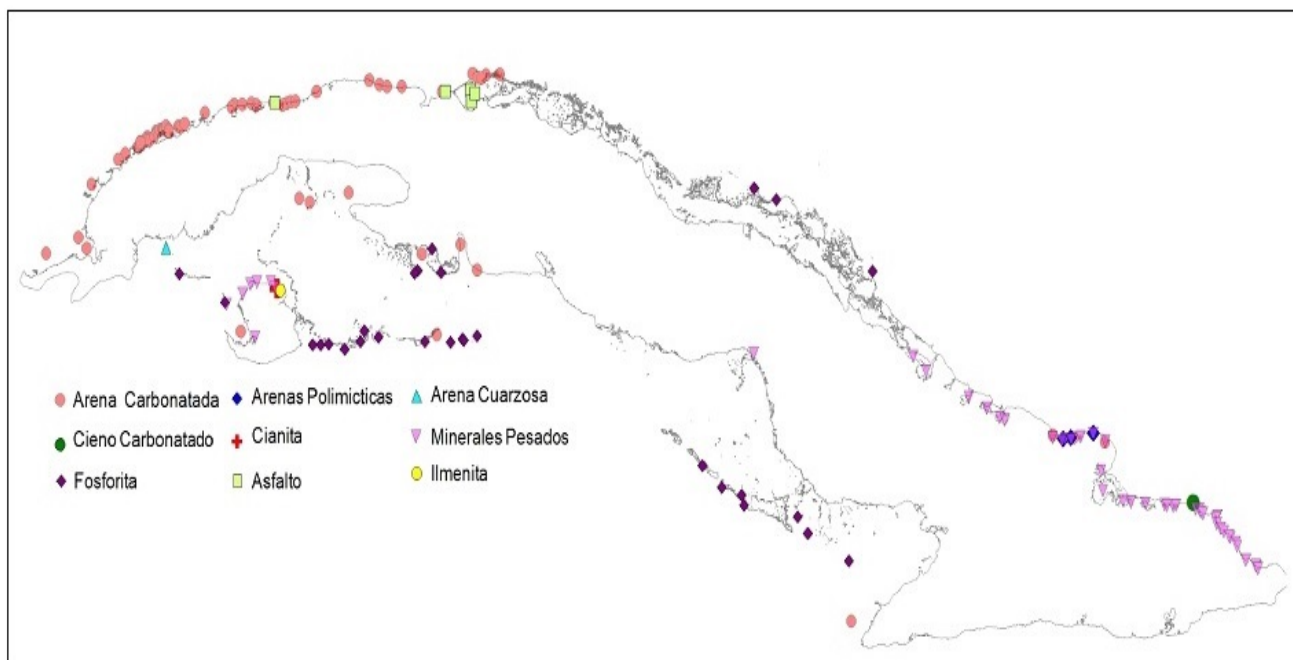 Arena Carbonatada
Arenas Polimicticas
Arena Cuarzosa
Cieno Carbonatado
Cianita
Minerales Pesados
Fosforita
Asfalto
Ilmenita